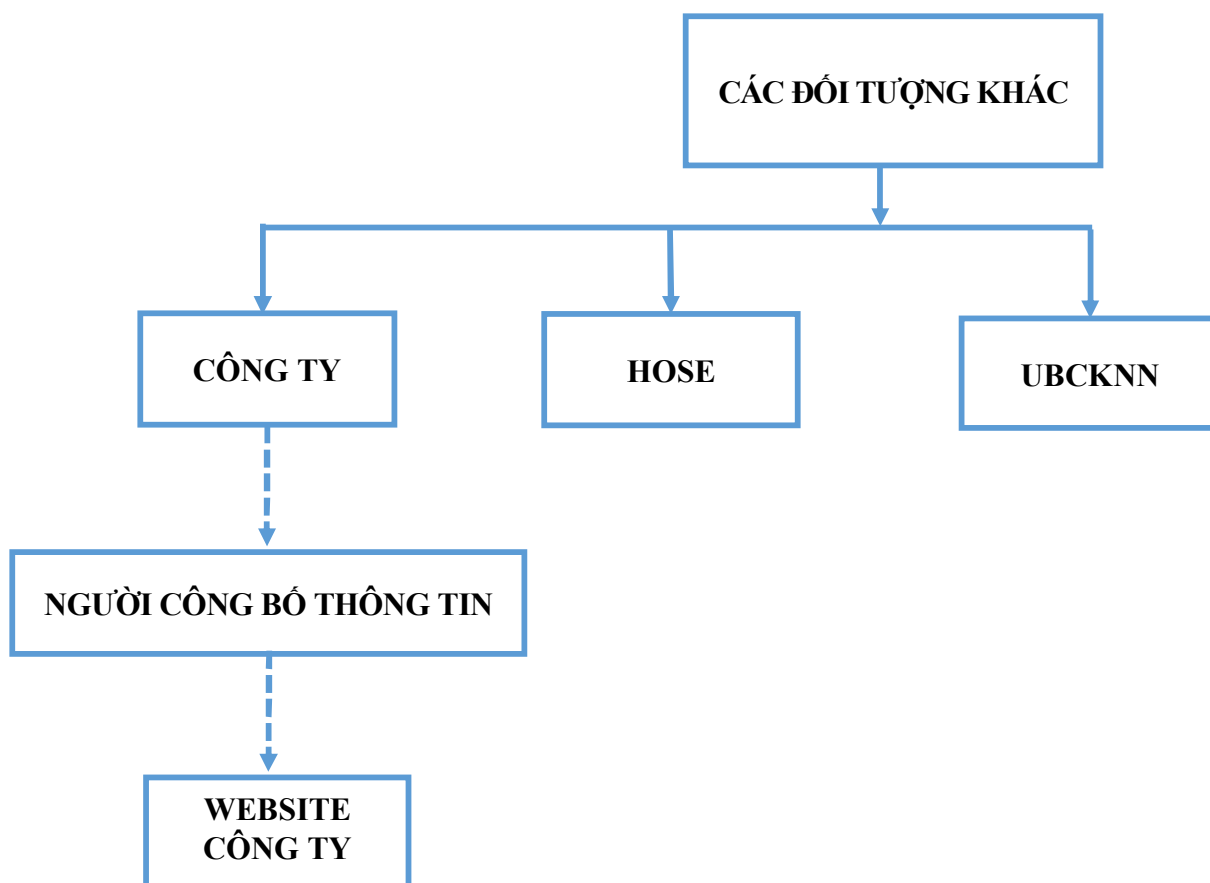 CÁC ĐỐI TƯỢNG KHÁC
CÔNG TY
HOSE
UBCKNN
NGƯỜI CÔNG BỐ THÔNG TIN
WEBSITE
CÔNG TY